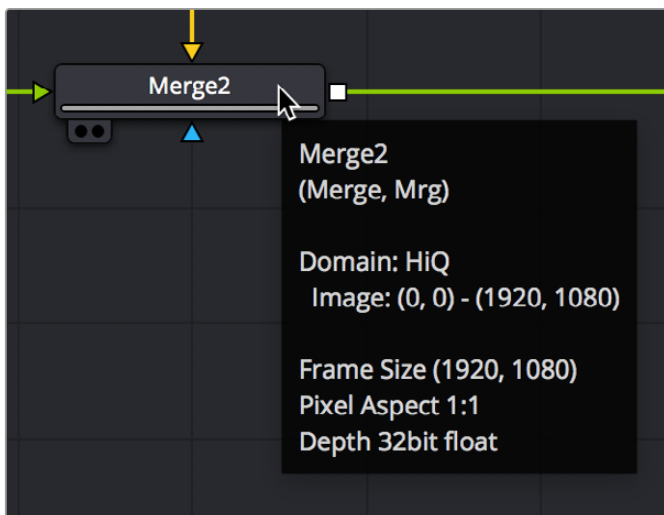 Merge2
Merge2
(Merge, Mrg)
Domain: HiQ
Image: (0, 0) - (1920, 1080)
Frame Size (1920, 1080)
Pixel Aspect 1:1
Depth 32bit float